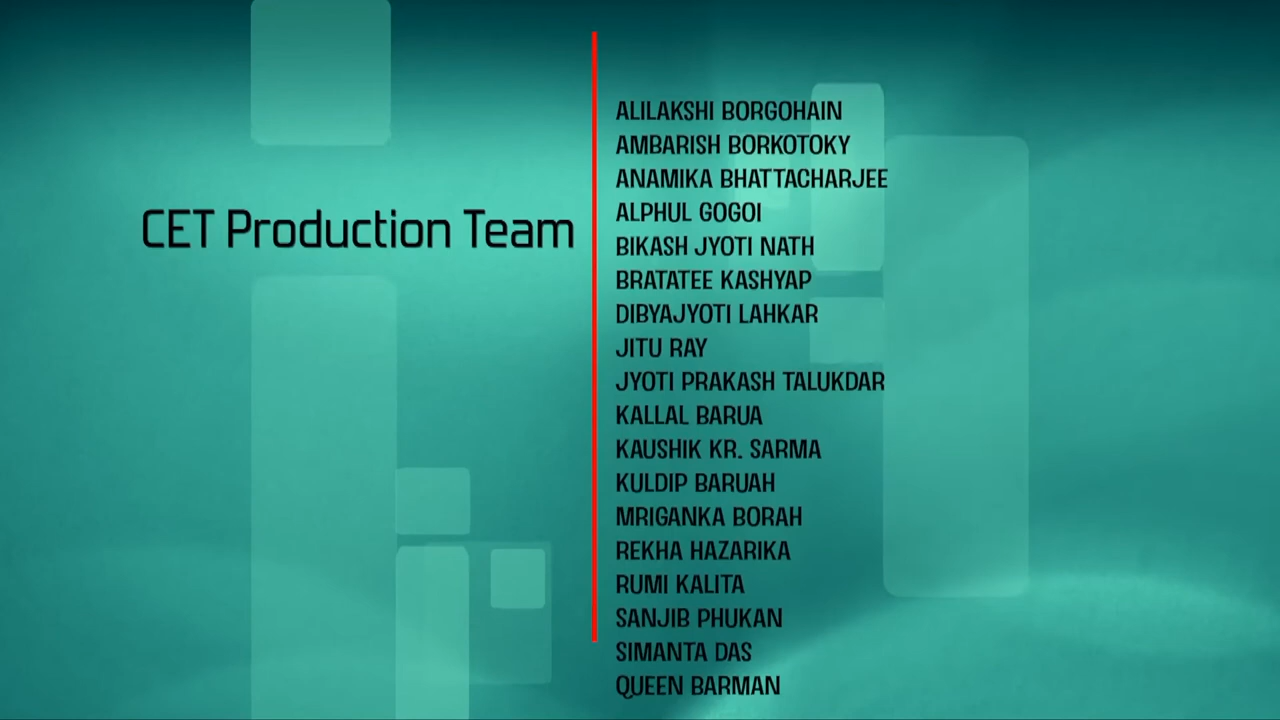 CET Production Team
ALILAKSHI BORGOHAIN
AMBARISH BORKOTOKY
ANAMIKA BHATTACHARJEE
ALPHUL GOGOI
BIKASH JYOTI NATH
BRATATEE KASHYAP
DIBYAJYOTI LAHKAR
JITU RAY
JYOTI PRAKASH TALUKDAR
KALLAL BARUA
KAUSHIK KR. SARMA
KULDIP BARUAH
MRIGANKA BORAH
REKHA HAZARIKA
RUMI KALITA
SANJIB PHUKAN
SIMANTA DAS
QUEEN BARMAN